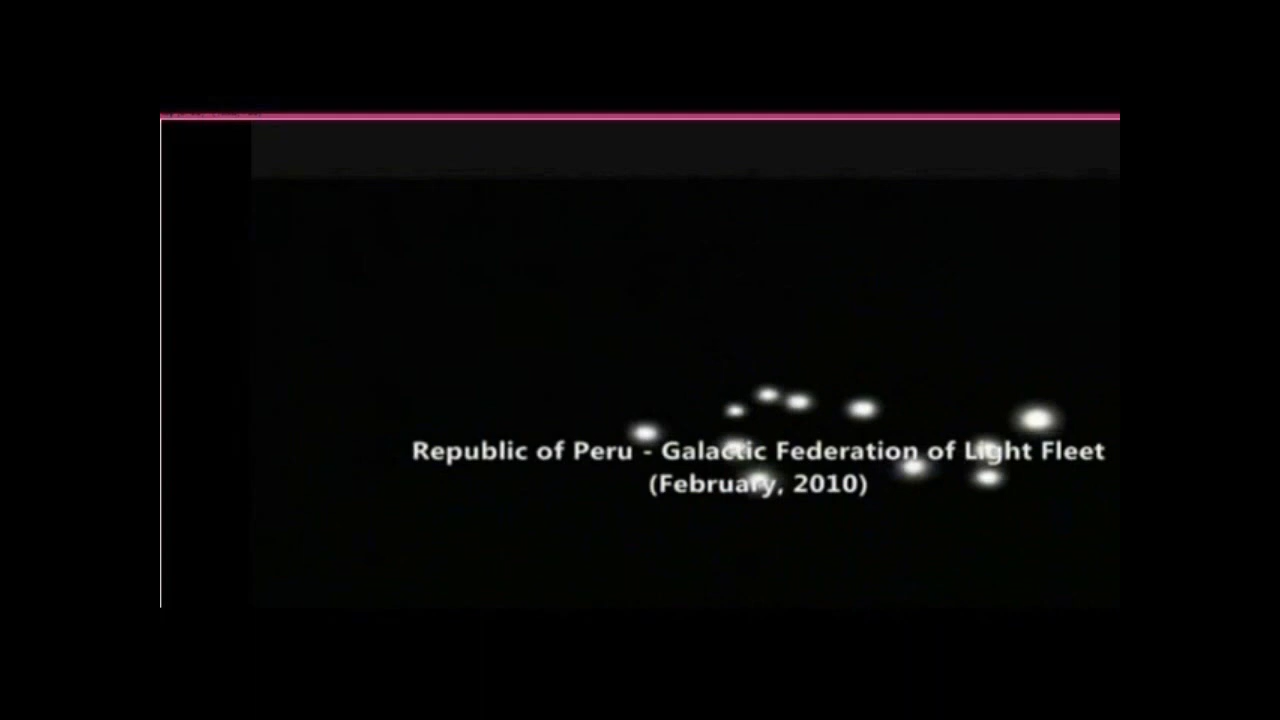 Republic of Peru - Galactic Federation of Light Fleet
(February, 2010)